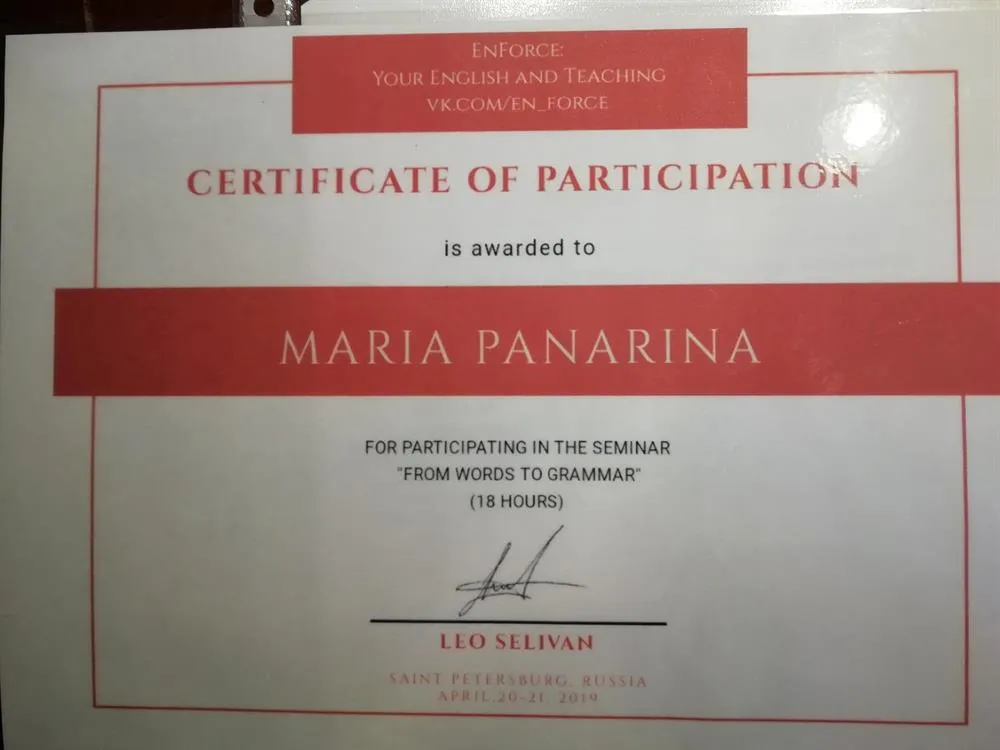 ENFORCE:
YOUR ENGLISH AND TEACHING
VK.COM/EN_FORCE
CERTIFICATE OF PARTICIPATION
is awarded to
MARIA PANARINA
FOR PARTICIPATING IN THE SEMINAR
"FROM WORDS TO GRAMMAR"
(18 HOURS)
LEO SELIVAN
SAINT PETERSBURG, RUSSIA
APRIL,20-21, 2019